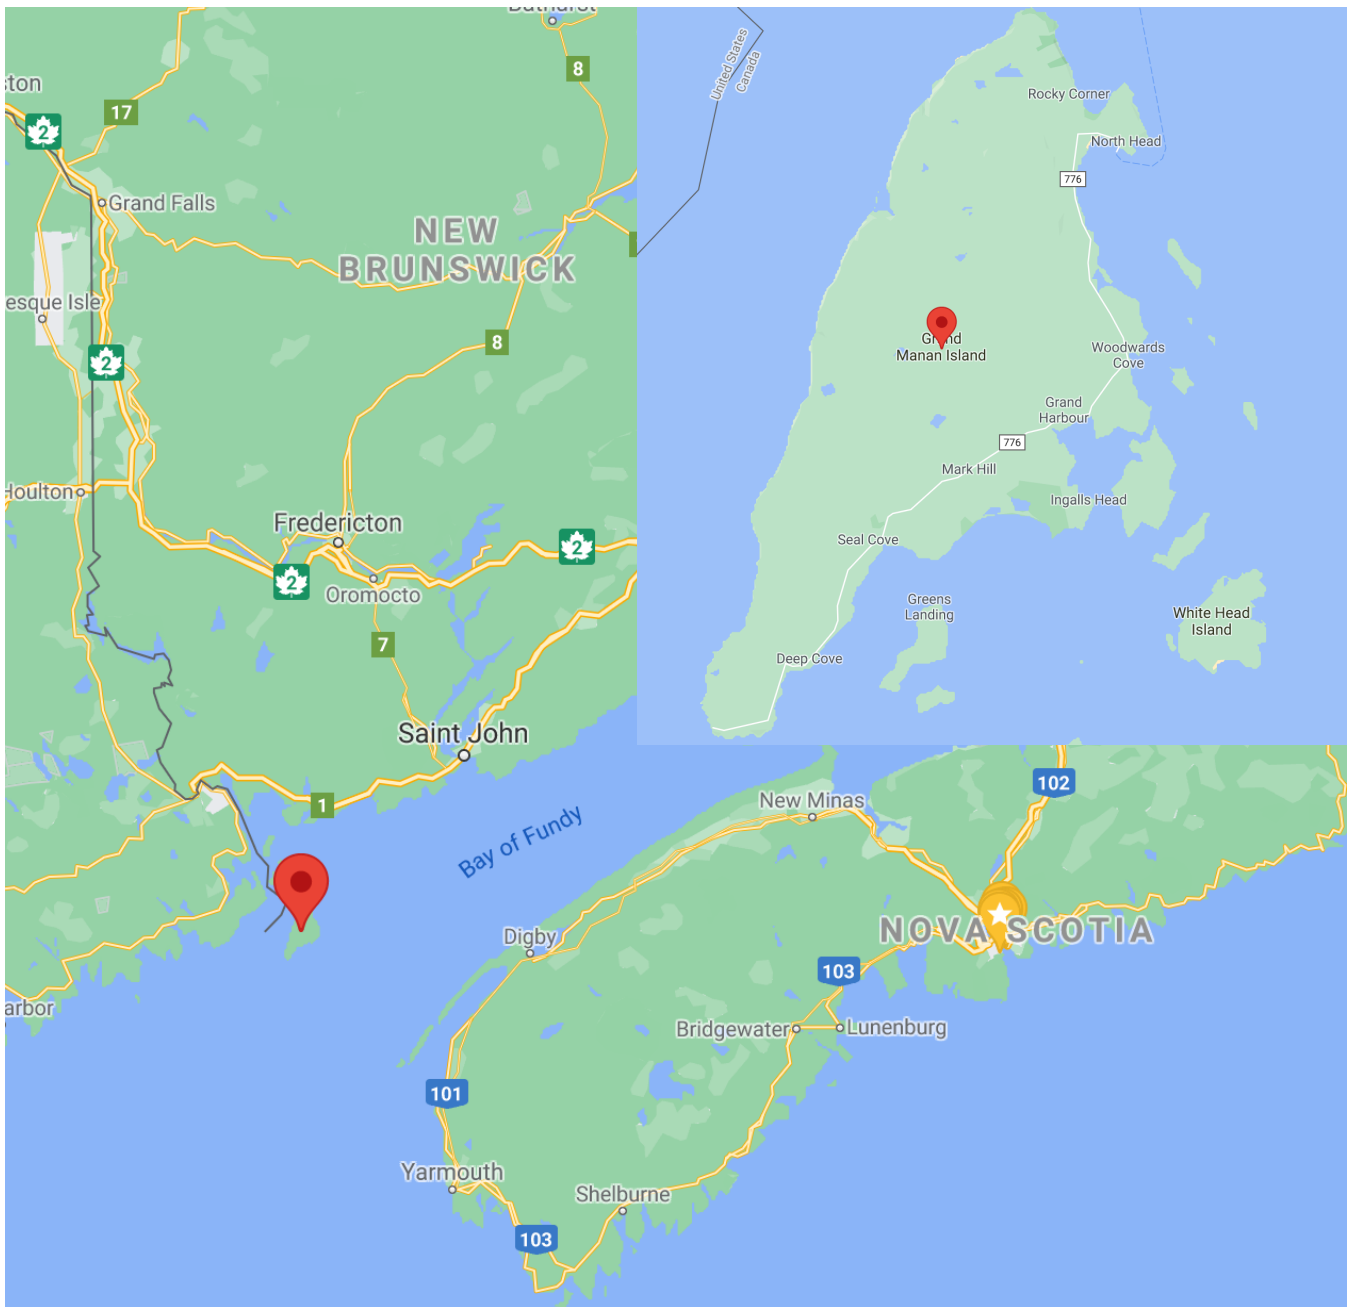 Bathurst
ston
8
17
2
Grand Falls
NEW
BRUNSWICK
esque Isle
8
2
Houlton
Fredericton
2
2
Oromocto
7
Saint John
1
Bay of Fundy
arbor
United States
Canada
Rocky Corner
North Head
776
Grand
Manan Island
Woodwards
Cove
Grand
Harbour
776
Mark Hill
Ingalls Head
Seal Cove
Greens
Landing
White Head
Island
Deep Cove
102
New Minas
NOVA SCOTIA
Digby
103
Bridgewater
Lunenburg
101
Yarmouth
Shelburne
103